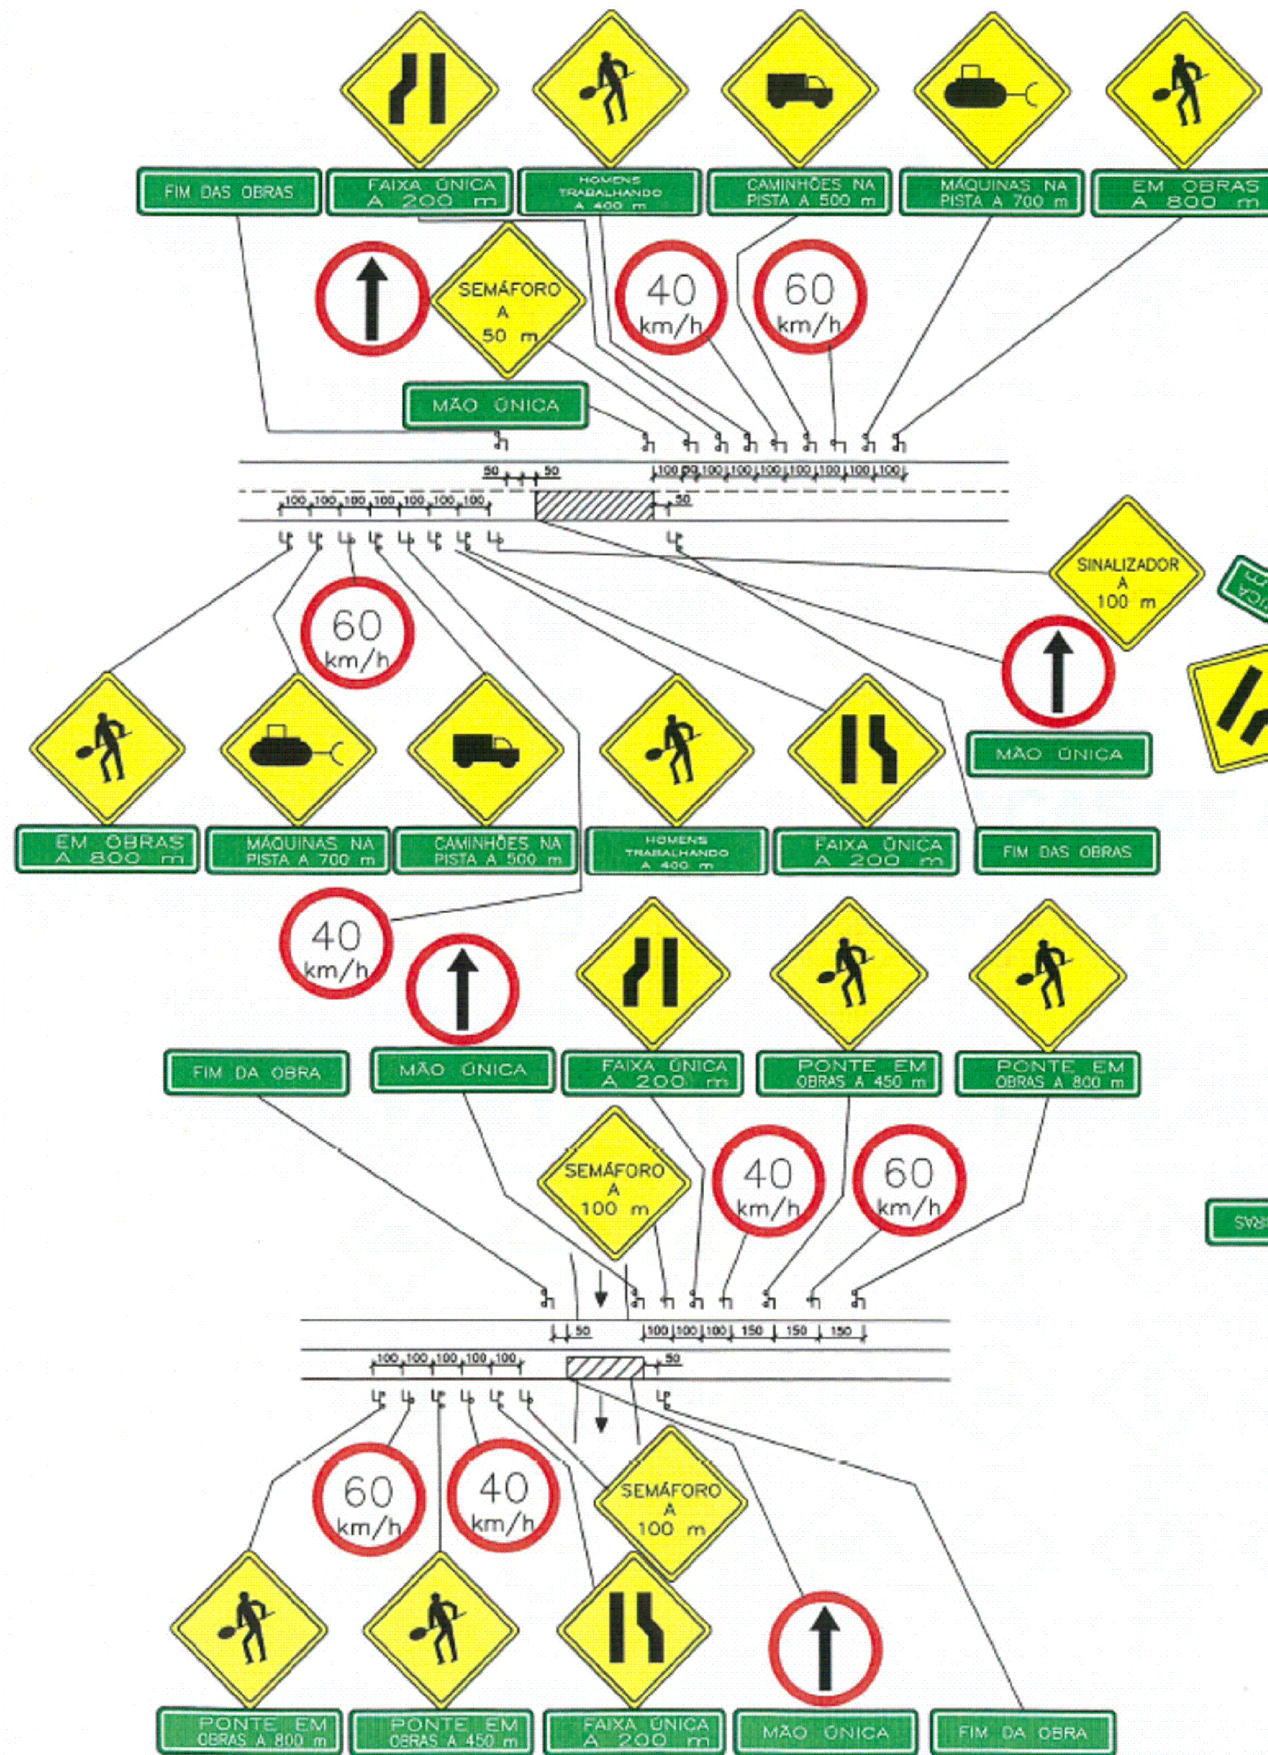 FIM DAS OBRAS
FAIXA ÚNICA
A 200 m
HOMENS
TRABALHANDO
A 400 m
CAMINHÕES NA
PISTA A 500 m
MÁQUINAS NA
PISTA A 700 m
EM OBRAS
A 800 m
SEMÁFORO
A
50 m
40
km/h
60
km/h
MÃO ÚNICA
50 50 100 50 100 100 100 100 100 100 100
100 100 100 100 100 100 100 50
SINALIZADOR
A
100 m
60
km/h
MÃO ÚNICA
EM OBRAS
A 800 m
MÁQUINAS NA
PISTA A 700 m
CAMINHÕES NA
PISTA A 500 m
HOMENS
TRABALHANDO
A 400 m
FAIXA ÚNICA
A 200 m
FIM DAS OBRAS
40
km/h
FIM DA OBRA
MÃO ÚNICA
FAIXA ÚNICA
A 200 m
PONTE EM
OBRAS A 450 m
PONTE EM
OBRAS A 800 m
SEMÁFORO
A
100 m
40
km/h
60
km/h
50 100 100 100 150 150 150
100 100 100 100 100 50
60
km/h
40
km/h
SEMÁFORO
A
100 m
PONTE EM
OBRAS A 800 m
PONTE EM
OBRAS A 450 m
FAIXA ÚNICA
A 200 m
MÃO ÚNICA
FIM DA OBRA